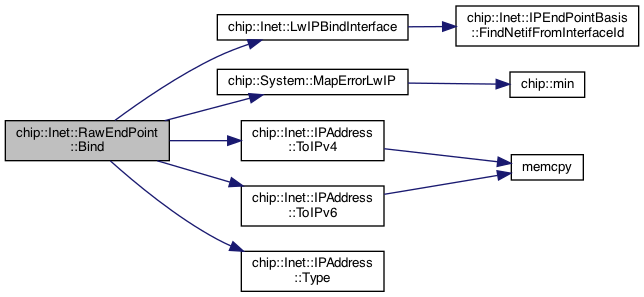 chip::Inet::RawEndPoint
::Bind
chip::Inet::LwIPBindInterface
chip::Inet::IPEndPointBasis
::FindNetifFromInterfaceId
chip::System::MapErrorLwIP
chip::min
chip::Inet::IPAddress
::ToIPv4
memcpy
chip::Inet::IPAddress
::ToIPv6
chip::Inet::IPAddress
::Type